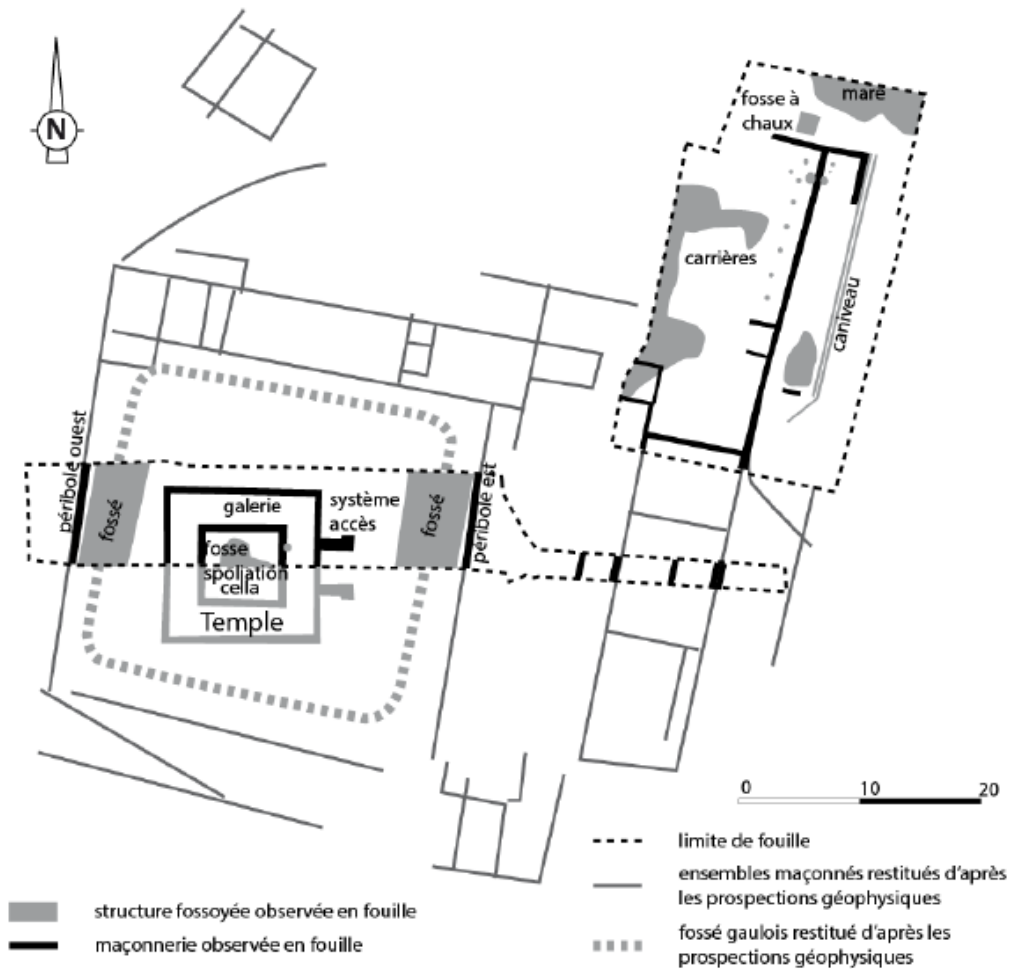 N
fosse à
chaux
mare
carrières
caniveau
péribole ouest
fossé
galerie
système
accès
fossé
péribole est
fosse
spoliation
cella
Temple
0 10 20
limite de fouille
ensembles maçonnés restitués d'après
les prospections géophysiques
fossé gaulois restitué d'après les
prospections géophysiques
structure fossoyée observée en fouille
maçonnerie observée en fouille